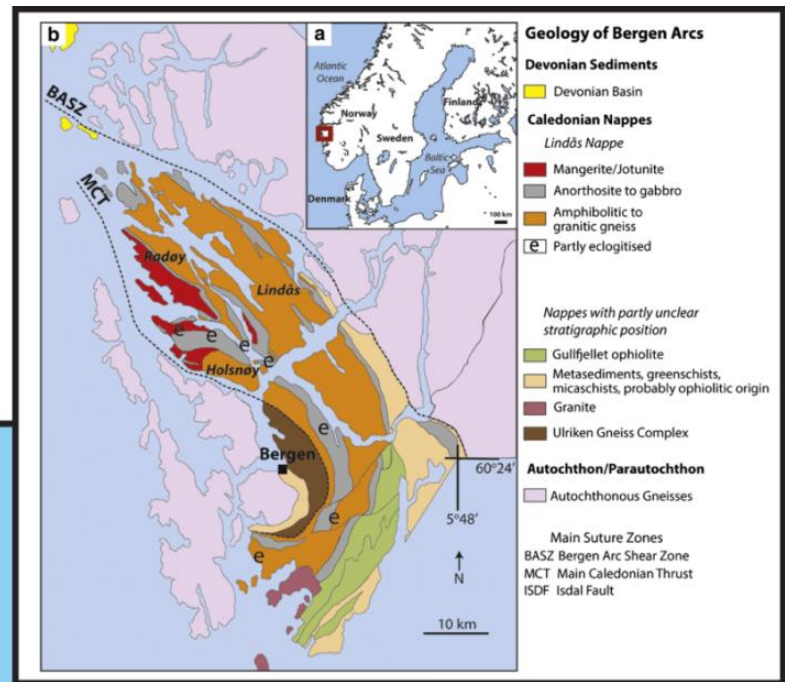 b
a
Atlantic
Ocean
Norway
Sweden
Finland
Baltic
Sea
Denmark
100 km
BASZ
MCT
Radøy
Lindås
e
e
e
e
Holsnøy
e
Bergen
60°24'
5°48'
e
e
N
10 km
Geology of Bergen Arcs
Devonian Sediments
Devonian Basin
Caledonian Nappes
Lindås Nappe
Mangerite/Jotunite
Anorthosite to gabbro
Amphibolitic to
granitic gneiss
e Partly eclogitised
Nappes with partly unclear
stratigraphic position
Gullfjellet ophiolite
Metasediments, greenschists,
micaschists, probably ophiolitic origin
Granite
Ulriken Gneiss Complex
Autochthon/Parautochthon
Autochthonous Gneisses
Main Suture Zones
BASZ Bergen Arc Shear Zone
MCT Main Caledonian Thrust
ISDF Isdal Fault